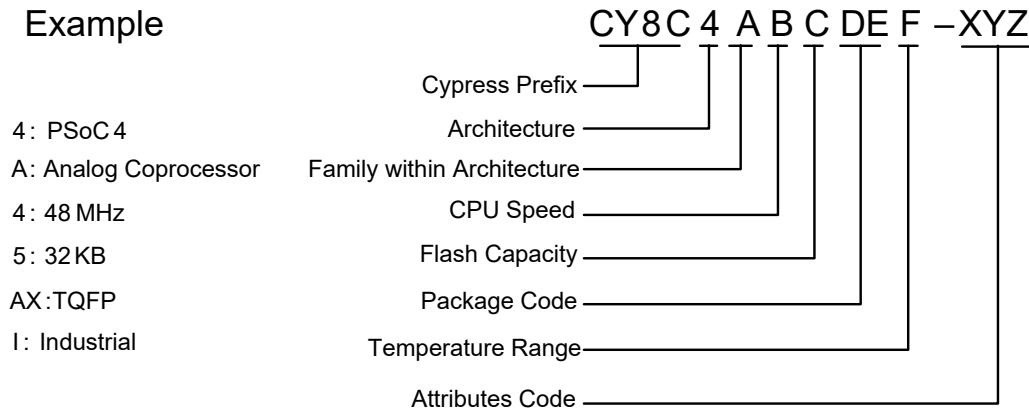 Example CY8C 4 A B C DE F – XYZ
Cypress Prefix
4: PSoC 4 Architecture
A: Analog Coprocessor Family within Architecture
4: 48 MHz CPU Speed
5: 32 KB Flash Capacity
AX: TQFP Package Code
I: Industrial Temperature Range
Attributes Code